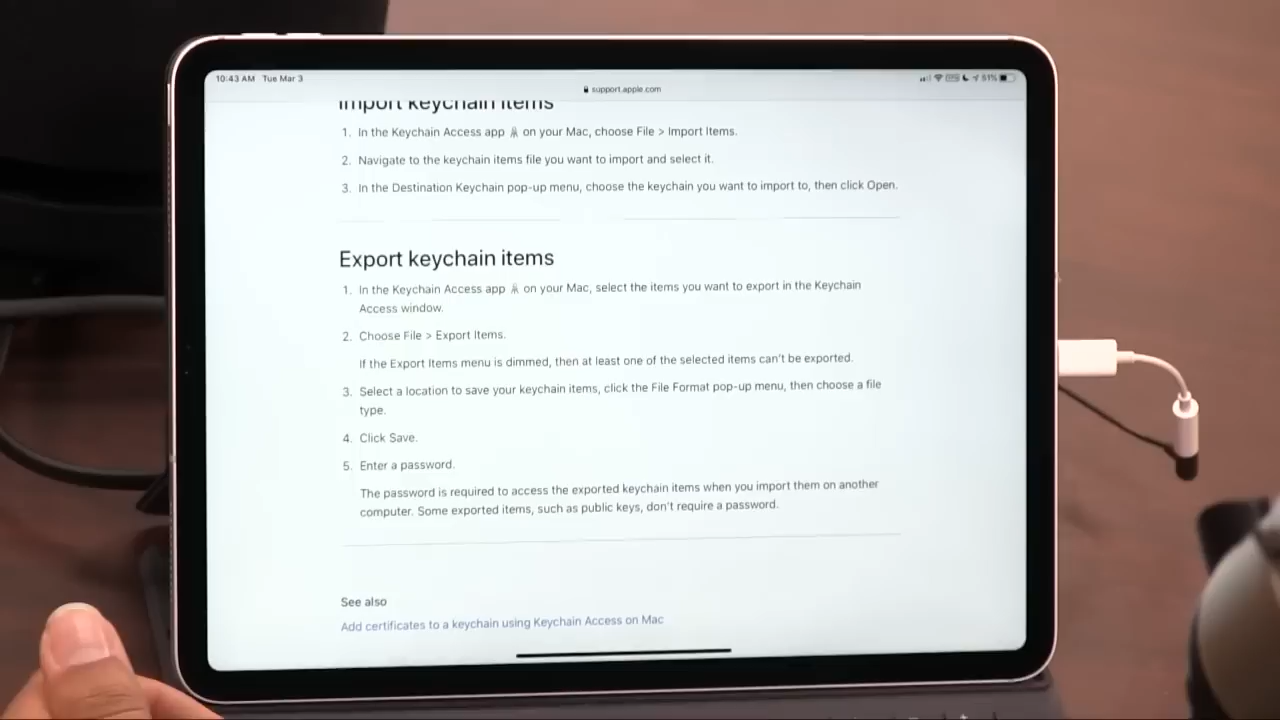 10:43 AM Tue Mar 3
51%
support.apple.com
Import keychain items
1. In the Keychain Access app on your Mac, choose File > Import Items.
2. Navigate to the keychain items file you want to import and select it.
3. In the Destination Keychain pop-up menu, choose the keychain you want to import to, then click Open.
Export keychain items
1. In the Keychain Access app on your Mac, select the items you want to export in the Keychain
Access window.
2. Choose File > Export Items.
If the Export Items menu is dimmed, then at least one of the selected items can't be exported.
3. Select a location to save your keychain items, click the File Format pop-up menu, then choose a file
type.
4. Click Save.
5. Enter a password.
The password is required to access the exported keychain items when you import them on another
computer. Some exported items, such as public keys, don't require a password.
See also
Add certificates to a keychain using Keychain Access on Mac